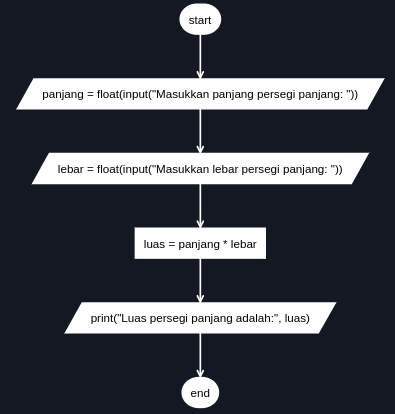 start
panjang = float(input("Masukkan panjang persegi panjang: "))
lebar = float(input("Masukkan lebar persegi panjang: "))
luas = panjang * lebar
print("Luas persegi panjang adalah:", luas)
end